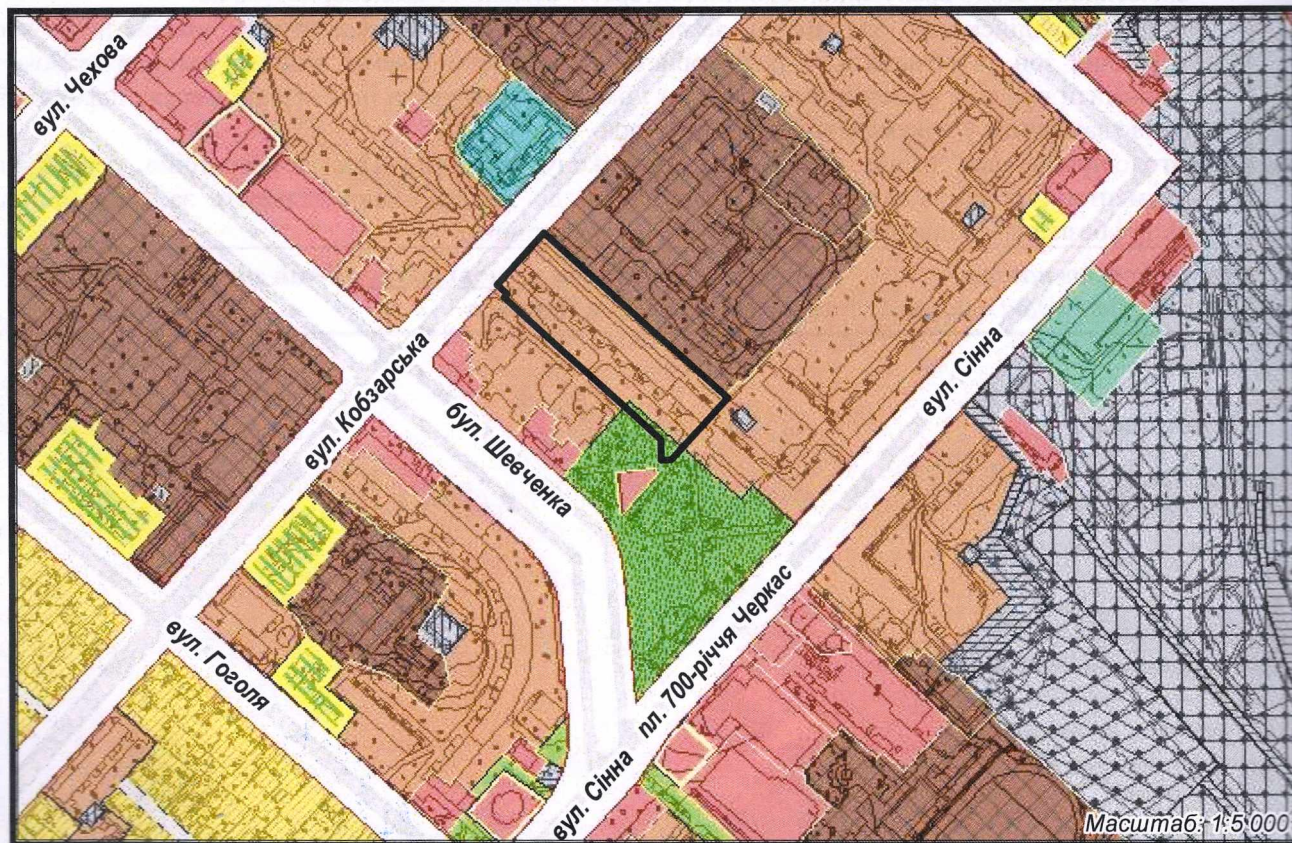 вул. Чехова
вул. Кобзарська
бул. Шевченка
вул. Сінна
вул. Гоголя
пл. 700-річчя Черкас
вул. Сінна
Масштаб: 1:5 000